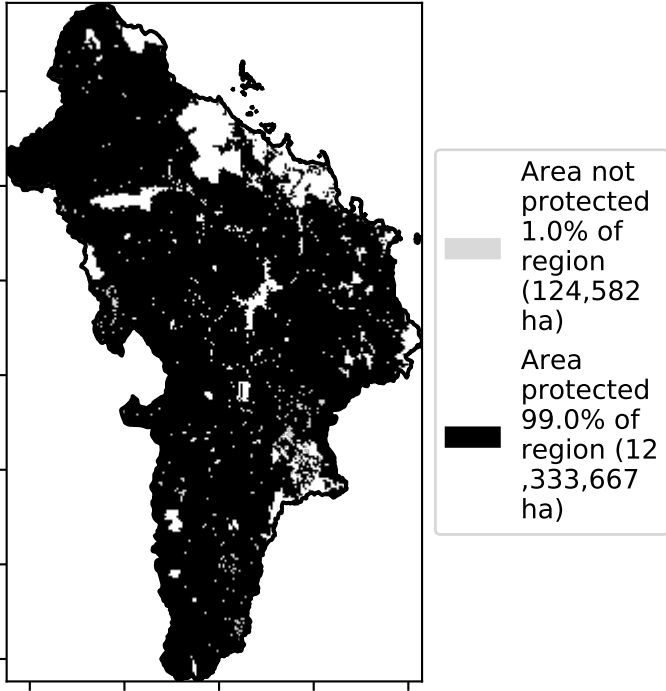 Area not
protected
1.0% of
region
(124,582
ha)
Area
protected
99.0% of
region (12
,333,667
ha)